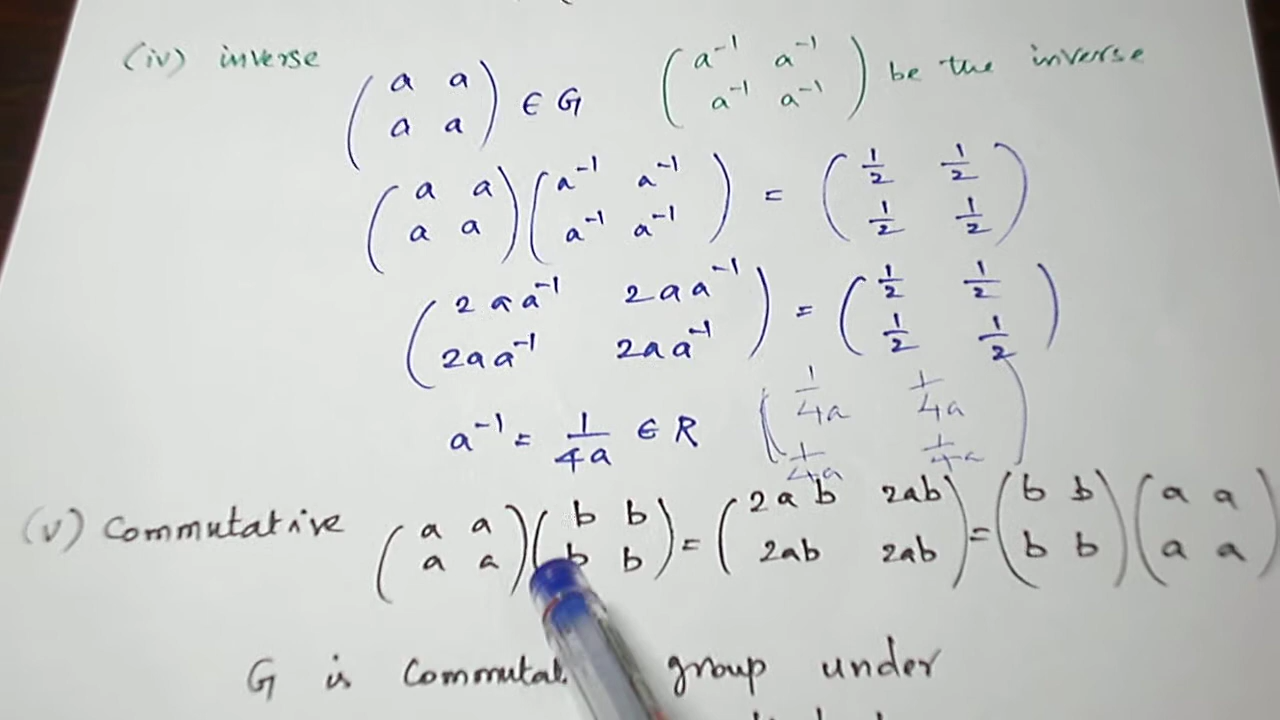 (iv) inverse
( a a
a a ) ∈ G ( a⁻¹ a⁻¹
a⁻¹ a⁻¹ ) be the inverse
( a a
a a ) ( a⁻¹ a⁻¹
a⁻¹ a⁻¹ ) = ( 1/2 1/2
1/2 1/2 )
( 2aa⁻¹ 2aa⁻¹
2aa⁻¹ 2aa⁻¹ ) = ( 1/2 1/2
1/2 1/2 )
a⁻¹ = 1/4a ∈ R ( 1/4a 1/4a
1/4a 1/4a )
(v) Commutative ( a a
a a ) ( b b
b b ) = ( 2ab 2ab
2ab 2ab ) = ( b b
b b ) ( a a
a a )
G is group under